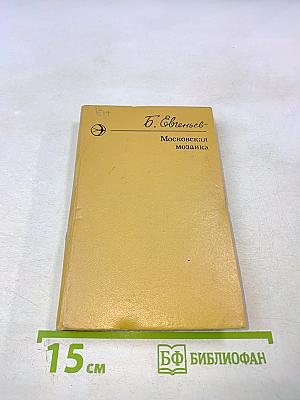 Б. Евгеньев
Московская
мозаика
15 см
БФ БИБЛИОФАН